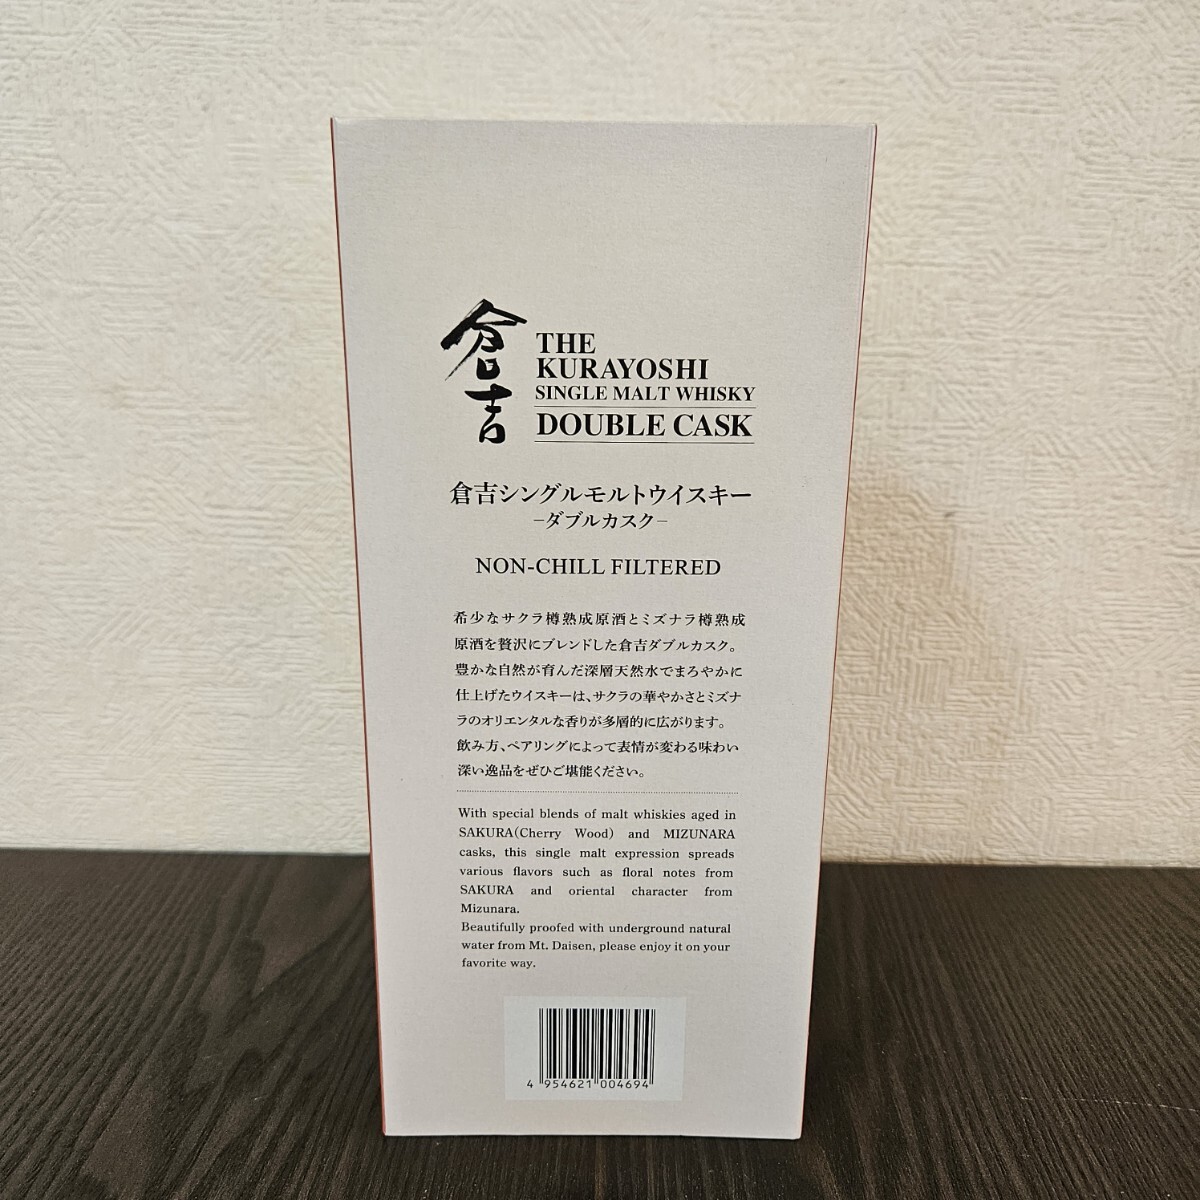 倉吉
THE
KURAYOSHI
SINGLE MALT WHISKY
DOUBLE CASK
倉吉シングルモルトウイスキー
−ダブルカスク−
NON-CHILL FILTERED
希少なサクラ樽熟成原酒とミズナラ樽熟成
原酒を贅沢にブレンドした倉吉ダブルカスク。
豊かな自然が育んだ深層天然水でまろやかに
仕上げたウイスキーは、サクラの華やかさとミズナ
ラのオリエンタルな香りが多層的に広がります。
飲み方、ペアリングによって表情が変わる味わい
深い逸品をぜひご堪能ください。
With special blends of malt whiskies aged in
SAKURA(Cherry Wood) and MIZUNARA
casks, this single malt expression spreads
various flavors such as floral notes from
SAKURA and oriental character from
Mizunara.
Beautifully proofed with underground natural
water from Mt. Daisen, please enjoy it on your
favorite way.
4 954621 004694